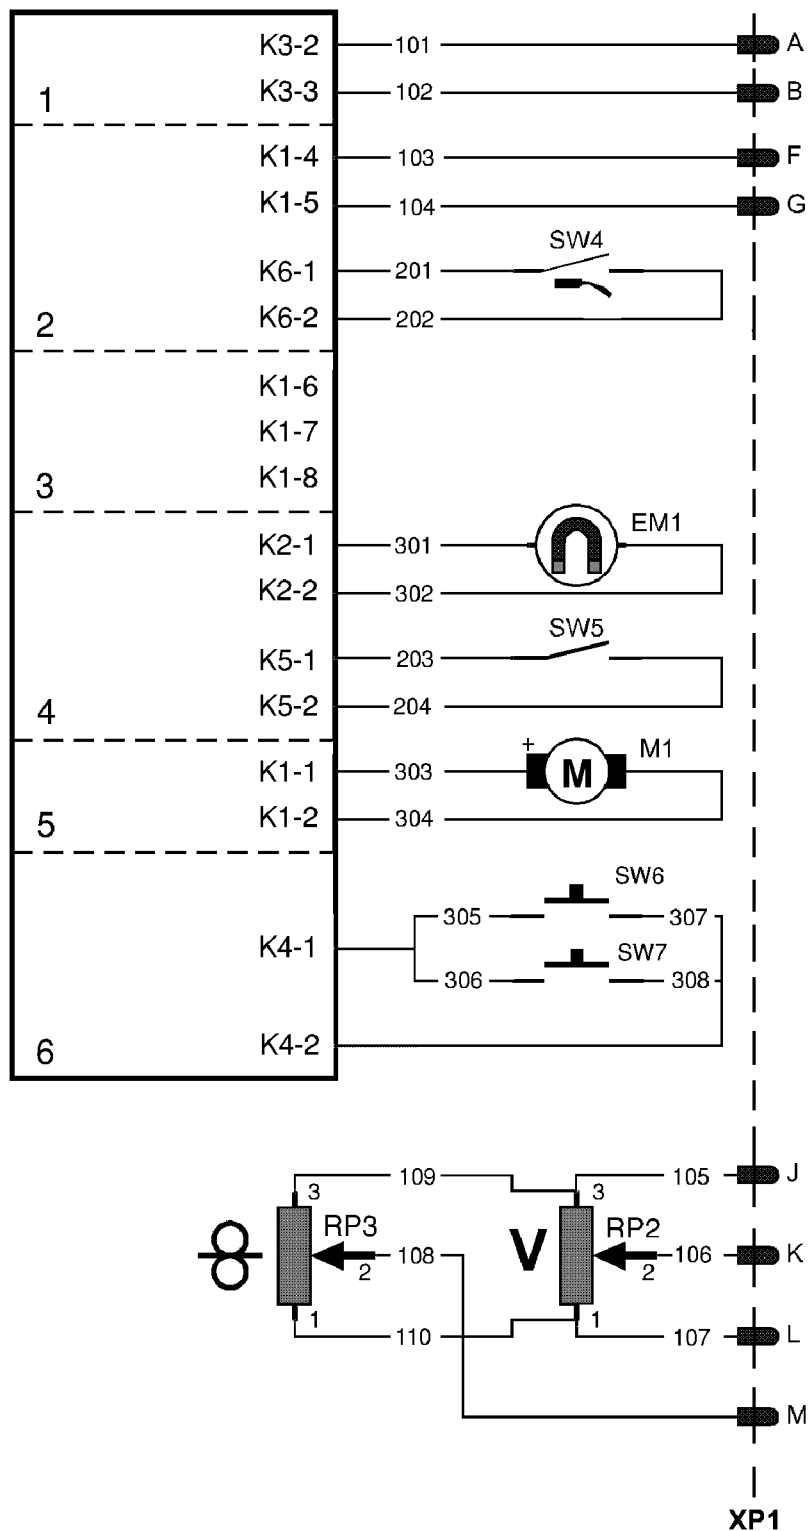 K3-2 101 A
1 K3-3 102 B
K1-4 103 F
K1-5 104 G
SW4
K6-1 201
K6-2 202
2
K1-6
K1-7
K1-8
3
EM1
K2-1 301
K2-2 302
SW5
K5-1 203
K5-2 204
4
+ M1
K1-1 303 M
K1-2 304
5
SW6
305 307
K4-1 SW7
306 308
6 K4-2
109 105 J
3 3
RP3 V RP2
108 106 K
2 2
1 1
110 107 L
M
XP1